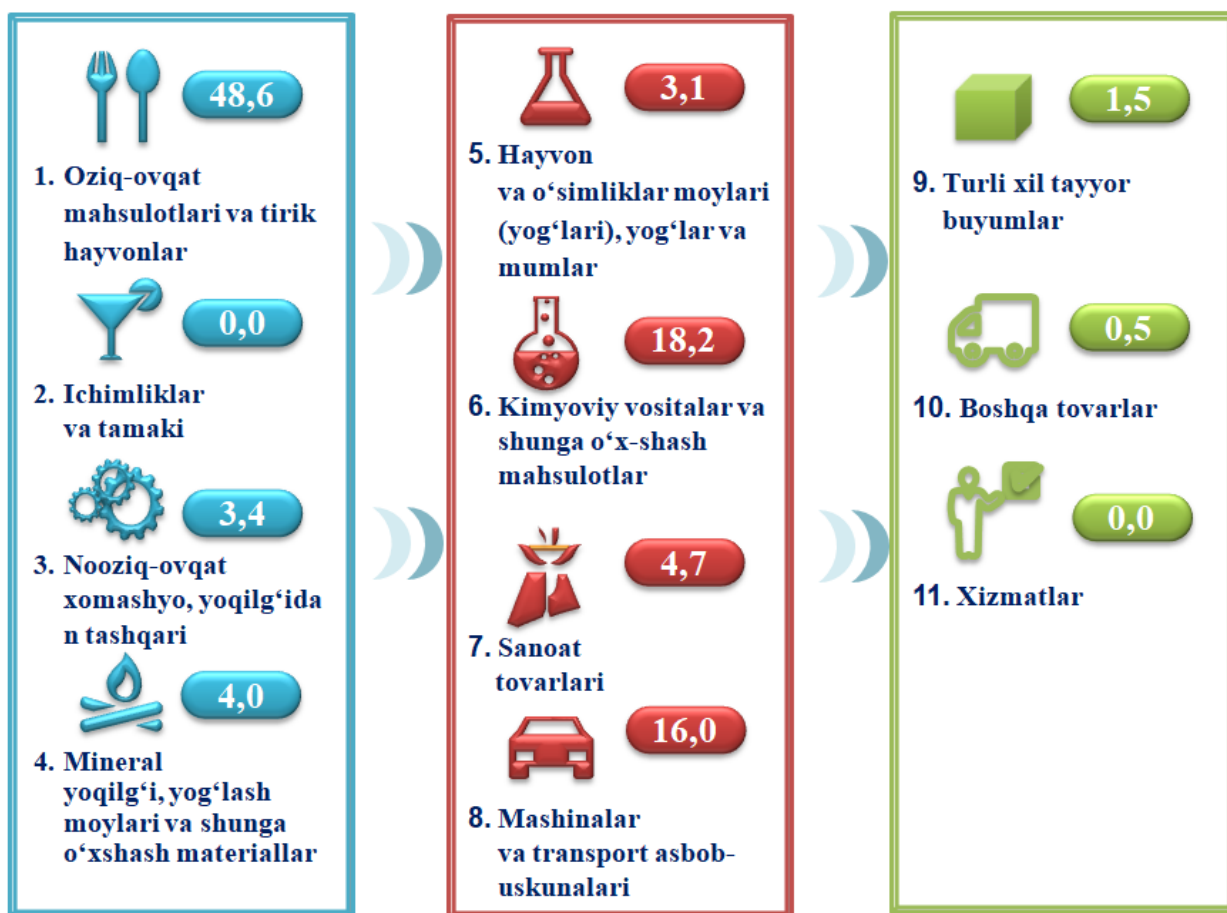 48,6
1. Oziq-ovqat
mahsulotlari va tirik
hayvonlar
0,0
2. Ichimliklar
va tamaki
3,4
3. Nooziq-ovqat
xomashyo, yoqilg‘ida
n tashqari
4,0
4. Mineral
yoqilg‘i, yog‘lash
moylari va shunga
o‘xshash materiallar
3,1
5. Hayvon
va o‘simliklar moylari
(yog‘lari), yog‘lar va
mumlar
18,2
6. Kimyoviy vositalar va
shunga o‘x-shash
mahsulotlar
4,7
7. Sanoat
tovarlari
16,0
8. Mashinalar
va transport asbob-
uskunalari
1,5
9. Turli xil tayyor
buyumlar
0,5
10. Boshqa tovarlar
0,0
11. Xizmatlar